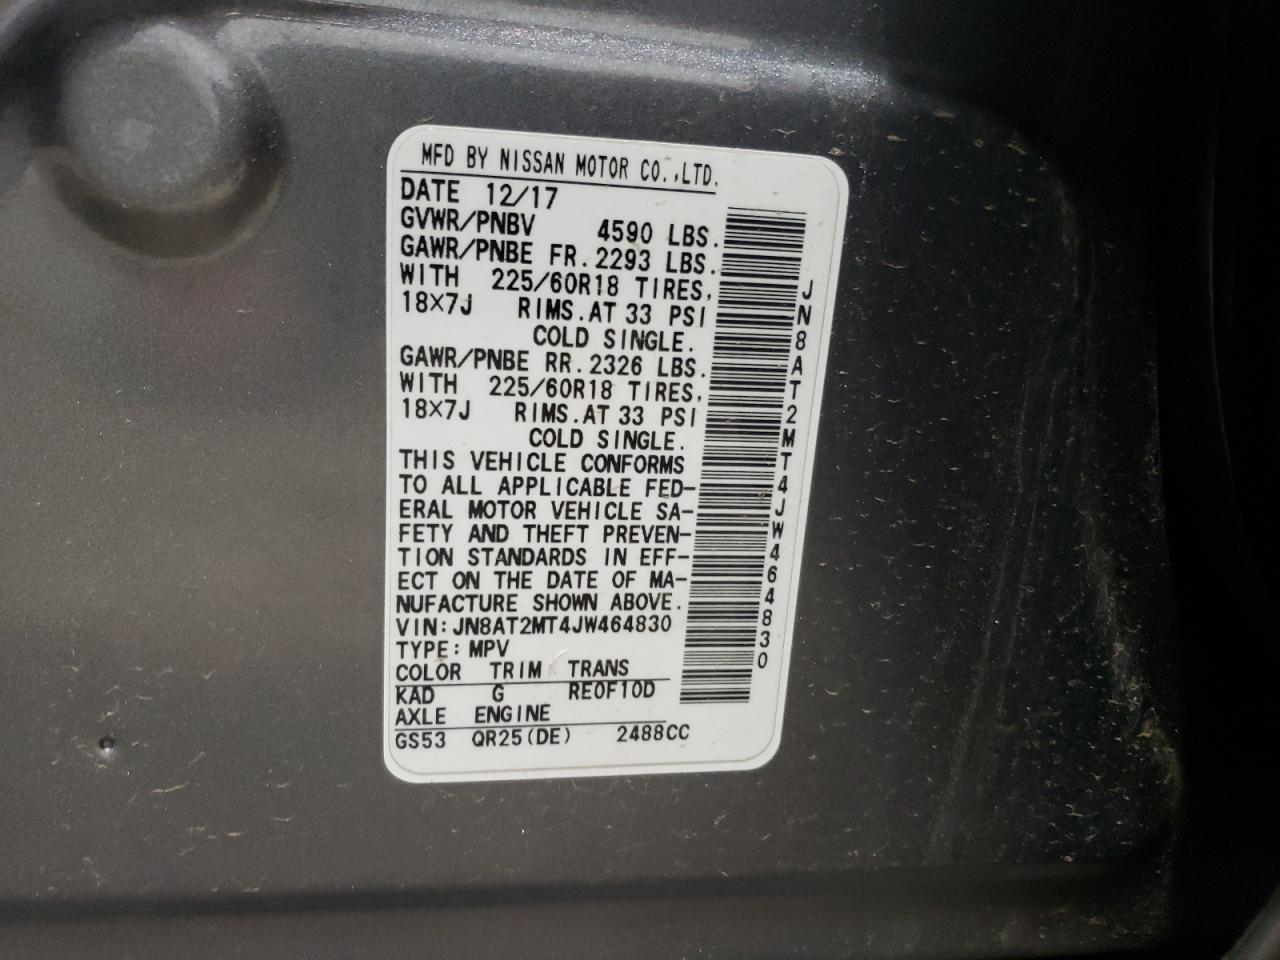 MFD BY NISSAN MOTOR CO.,LTD.
DATE 12/17
GVWR/PNBV 4590 LBS.
GAWR/PNBE FR.2293 LBS.
WITH 225/60R18 TIRES,
18×7J RIMS.AT 33 PSI
COLD SINGLE.
GAWR/PNBE RR.2326 LBS.
WITH 225/60R18 TIRES,
18×7J RIMS.AT 33 PSI
COLD SINGLE.
THIS VEHICLE CONFORMS
TO ALL APPLICABLE FED-
ERAL MOTOR VEHICLE SA-
FETY AND THEFT PREVEN-
TION STANDARDS IN EFF-
ECT ON THE DATE OF MA-
NUFACTURE SHOWN ABOVE.
VIN:JN8AT2MT4JW464830
TYPE:MPV
COLOR TRIM TRANS
KAD G RE0F10D
AXLE ENGINE
GS53 QR25(DE) 2488CC
JN8AT2MT4JW464830